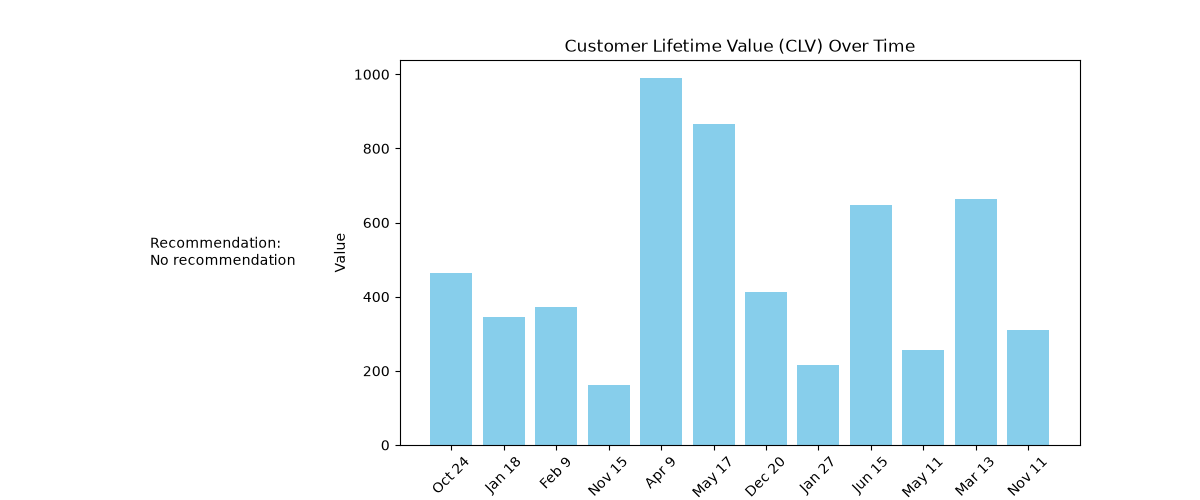 Customer Lifetime Value (CLV) Over Time
1000
800
600
400
200
0
Value
Recommendation:
No recommendation
Oct 24
Jan 18
Feb 9
Nov 15
Apr 9
May 17
Dec 20
Jan 27
Jun 15
May 11
Mar 13
Nov 11